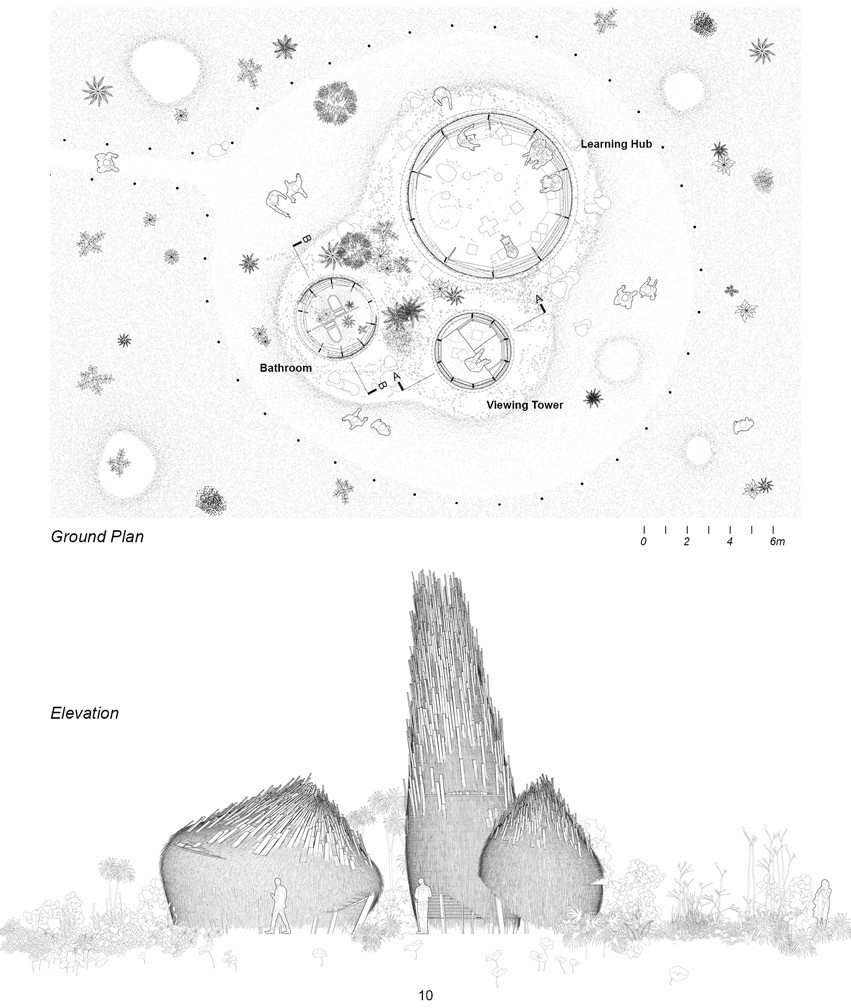 Learning Hub
B
A
Bathroom
B
A
Viewing Tower
Ground Plan
0 2 4 6m
Elevation
10